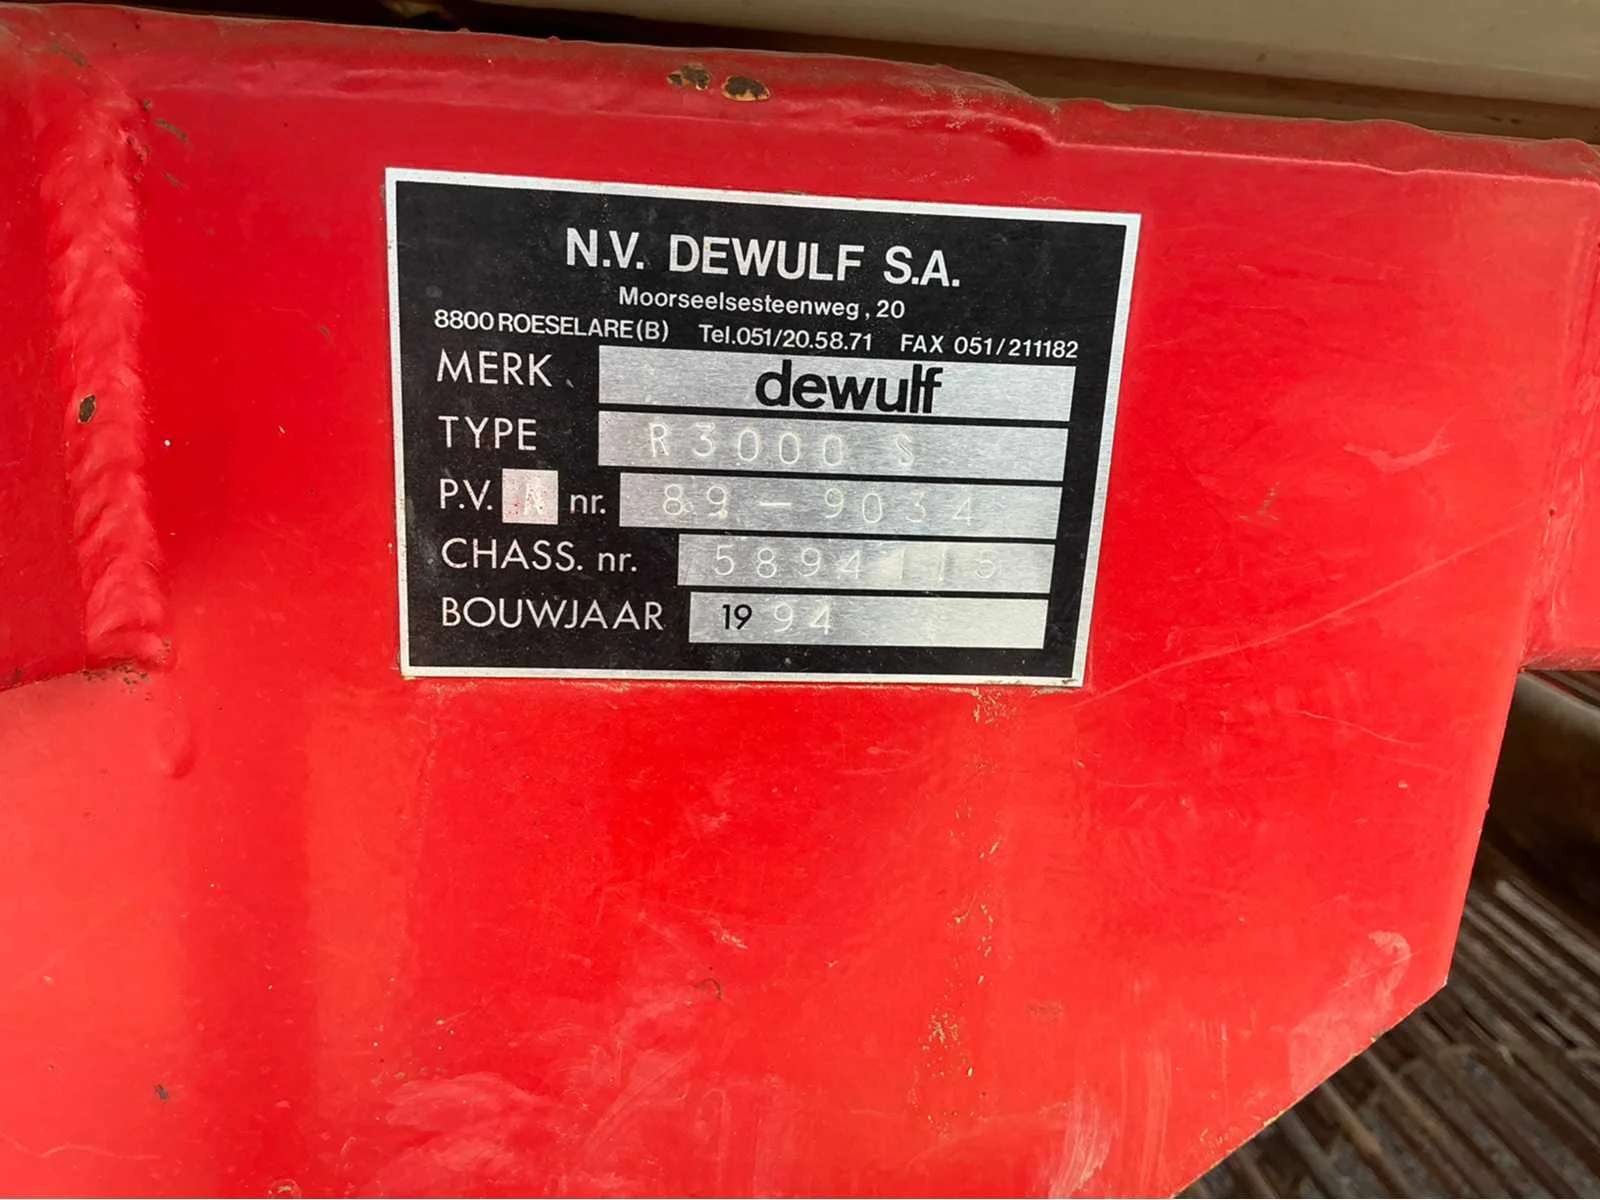 N.V. DEWULF S.A.
Moorseelsesteenweg, 20
8800 ROESELARE (B) Tel.051/20.58.71 FAX 051/211182
MERK dewulf
TYPE R3000 S
P.V. A nr. 89-9034
CHASS. nr.
BOUWJAAR 1994